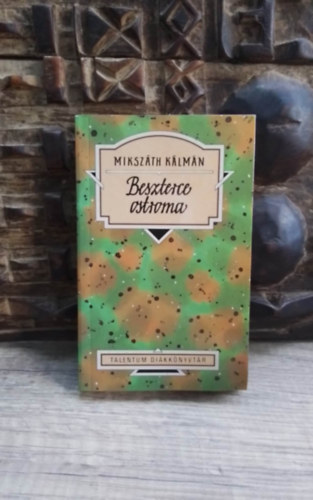 MIKSZÁTH KÁLMÁN
Beszterce
ostroma
TALENTUM DIÁKKÖNYVTÁR